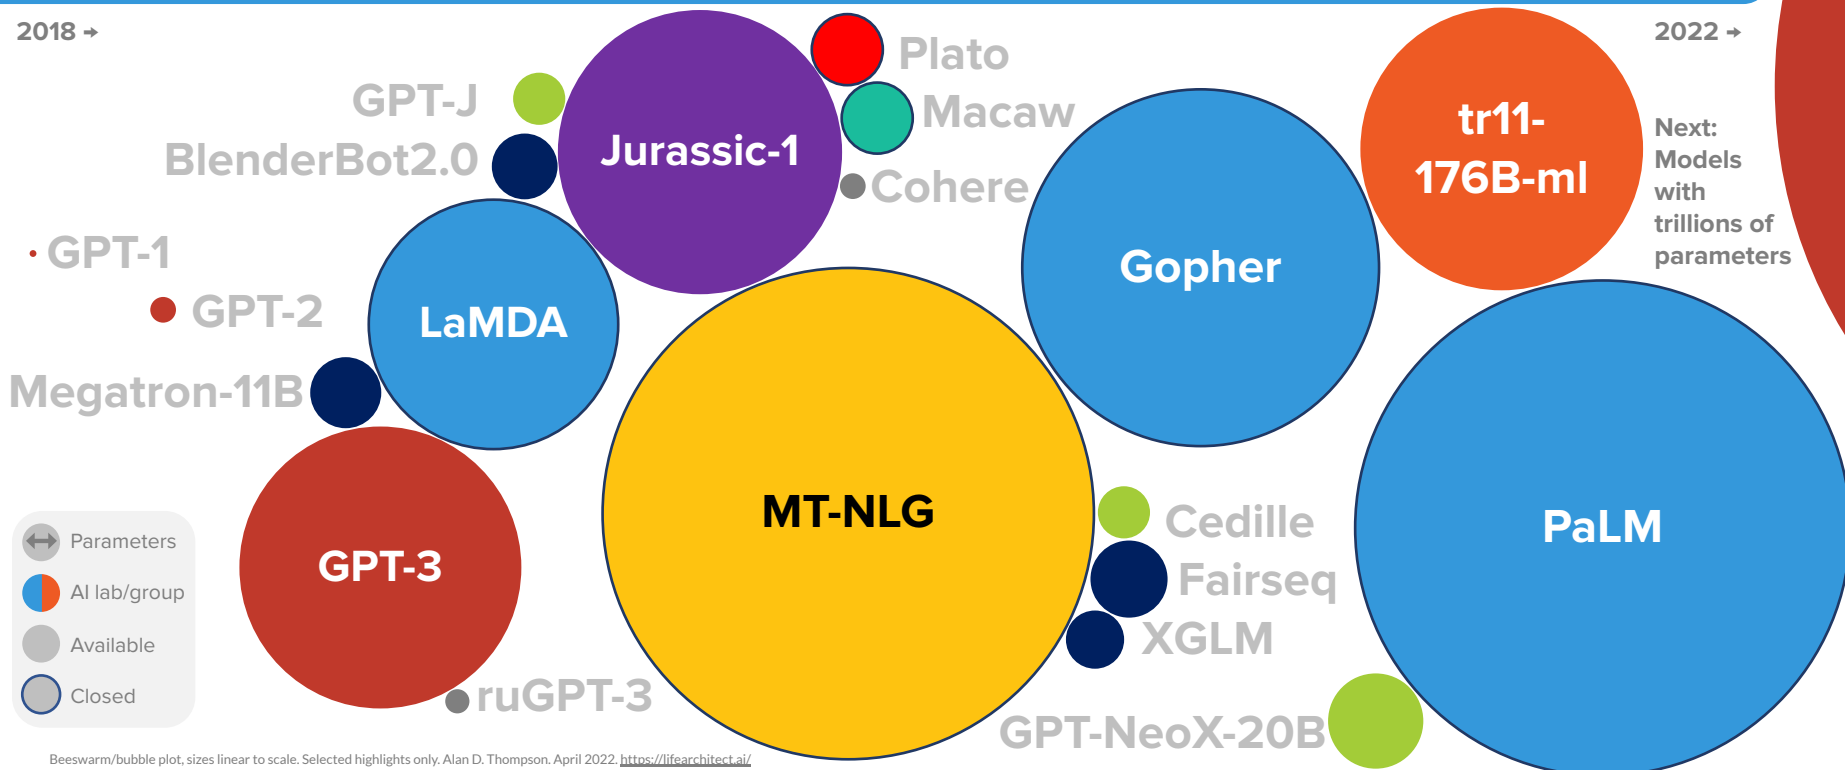 2018 →
2022 →
Plato
GPT-J
Macaw
BlenderBot2.0
Jurassic-1
Cohere
tr11-
176B-ml
Next:
Models
with
trillions of
parameters
GPT-1
GPT-2
LaMDA
Gopher
Megatron-11B
GPT-3
MT-NLG
Cedille
Fairseq
XGLM
PaLM
Parameters
AI lab/group
Available
Closed
ruGPT-3
GPT-NeoX-20B
Beeswarm/bubble plot, sizes linear to scale. Selected highlights only. Alan D. Thompson. April 2022. https://lifearchitect.ai/